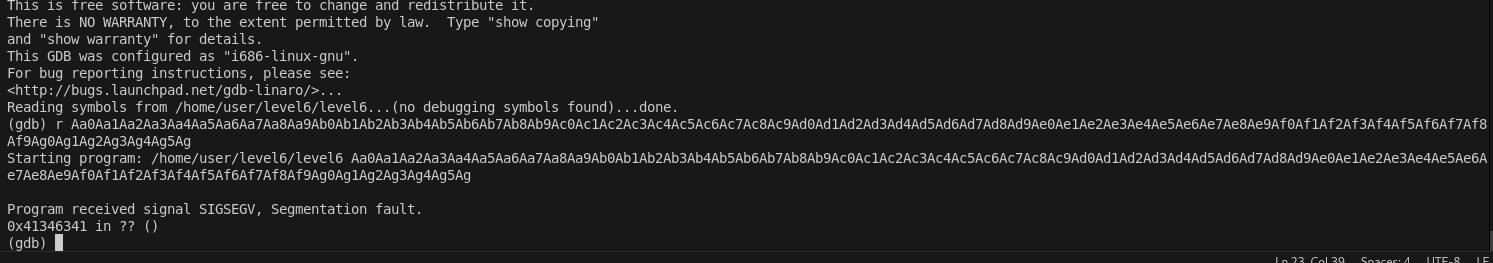 This is free software: you are free to change and redistribute it.
There is NO WARRANTY, to the extent permitted by law.  Type "show copying"
and "show warranty" for details.
This GDB was configured as "i686-linux-gnu".
For bug reporting instructions, please see:
<http://bugs.launchpad.net/gdb-linaro/>...
Reading symbols from /home/user/level6/level6...(no debugging symbols found)...done.
(gdb) r Aa0Aa1Aa2Aa3Aa4Aa5Aa6Aa7Aa8Aa9Ab0Ab1Ab2Ab3Ab4Ab5Ab6Ab7Ab8Ab9Ac0Ac1Ac2Ac3Ac4Ac5Ac6Ac7Ac8Ac9Ad0Ad1Ad2Ad3Ad4Ad5Ad6Ad7Ad8Ad9Ae0Ae1Ae2Ae3Ae4Ae5Ae6Ae7Ae8Ae9Af0Af1Af2Af3Af4Af5Af6Af7Af8
Af9Ag0Ag1Ag2Ag3Ag4Ag5Ag
Starting program: /home/user/level6/level6 Aa0Aa1Aa2Aa3Aa4Aa5Aa6Aa7Aa8Aa9Ab0Ab1Ab2Ab3Ab4Ab5Ab6Ab7Ab8Ab9Ac0Ac1Ac2Ac3Ac4Ac5Ac6Ac7Ac8Ac9Ad0Ad1Ad2Ad3Ad4Ad5Ad6Ad7Ad8Ad9Ae0Ae1Ae2Ae3Ae4Ae5Ae6A
e7Ae8Ae9Af0Af1Af2Af3Af4Af5Af6Af7Af8Af9Ag0Ag1Ag2Ag3Ag4Ag5Ag
Program received signal SIGSEGV, Segmentation fault.
0x41346341 in ?? ()
(gdb)
Ln 23, Col 39 Spaces: 4 UTF-8 LF